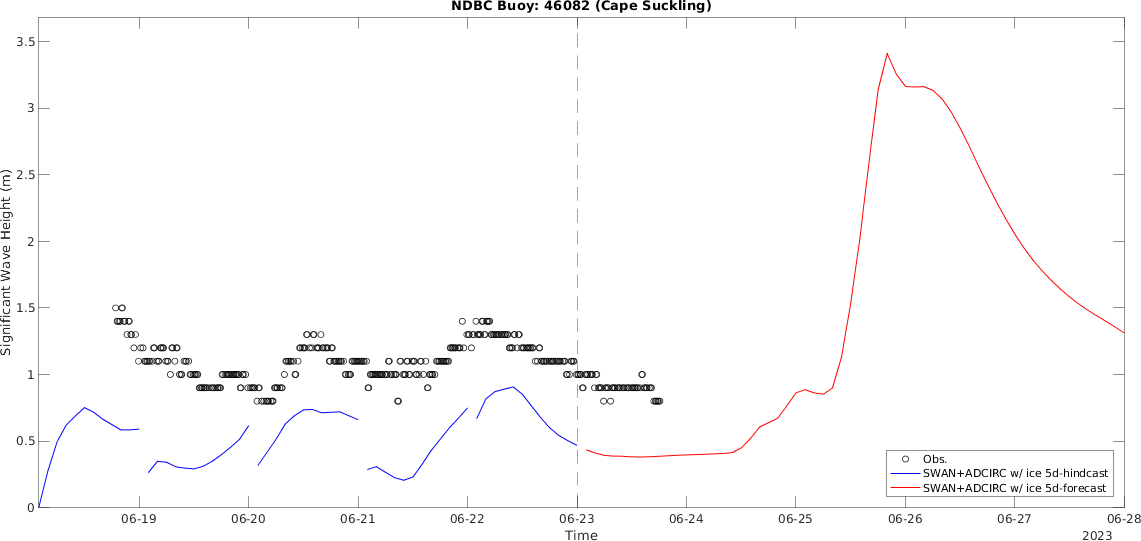 NDBC Buoy: 46082 (Cape Suckling)
Significant Wave Height (m)
3.5
3
2.5
2
1.5
1
0.5
0
Obs.
SWAN+ADCIRC w/ ice 5d-hindcast
SWAN+ADCIRC w/ ice 5d-forecast
06-19 06-20 06-21 06-22 06-23 06-24 06-25 06-26 06-27 06-28
Time
2023